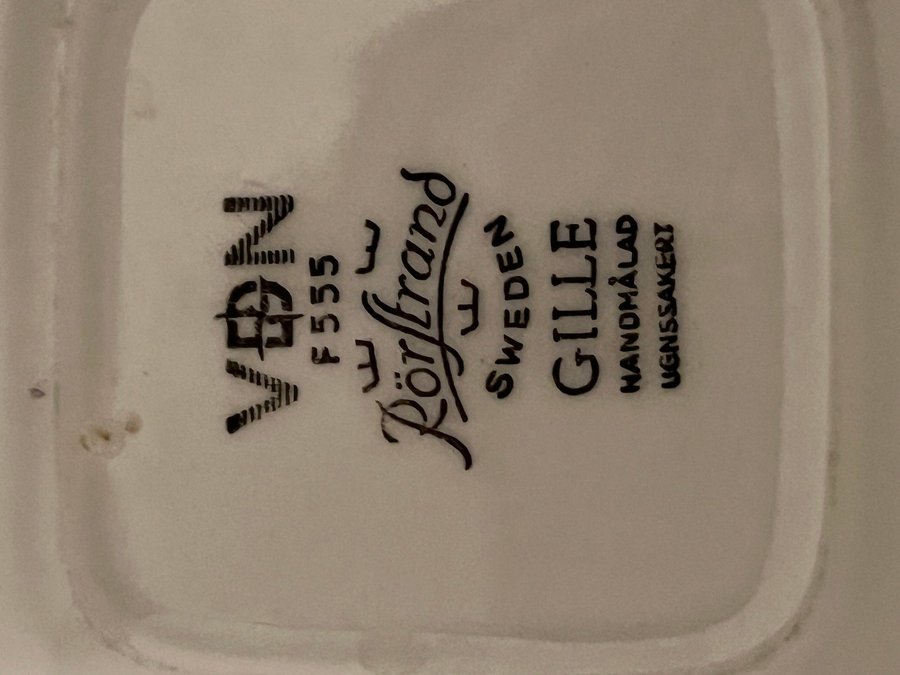 VDN
F555
Rörstrand
SWEDEN
GILLE
HANDMÅLAD
UGNSSÄKERT